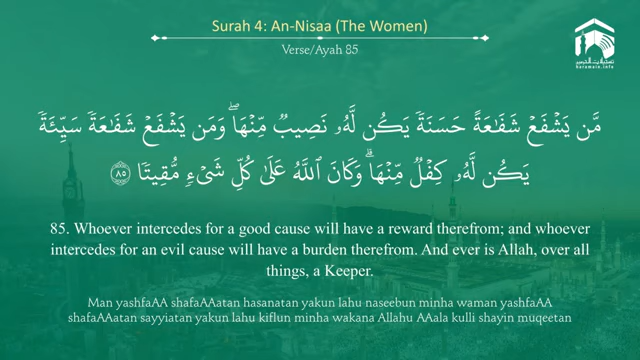 Surah 4: An-Nisaa (The Women)
Verse/Ayah 85
haramain.info
مَّن يَشۡفَعۡ شَفَٰعَةً حَسَنَةٗ يَكُن لَّهُۥ نَصِيبٞ مِّنۡهَاۖ وَمَن يَشۡفَعۡ شَفَٰعَةٗ سَيِّئَةٗ
يَكُن لَّهُۥ كِفۡلٞ مِّنۡهَاۗ وَكَانَ ٱللَّهُ عَلَىٰ كُلِّ شَيۡءٖ مُّقِيتٗا ٨٥
85. Whoever intercedes for a good cause will have a reward therefrom; and whoever
intercedes for an evil cause will have a burden therefrom. And ever is Allah, over all
things, a Keeper.
Man yashfaAA shafaAAatan hasanatan yakun lahu naseebun minha waman yashfaAA
shafaAAatan sayyiatan yakun lahu kiflun minha wakana Allahu AAala kulli shayin muqeetan